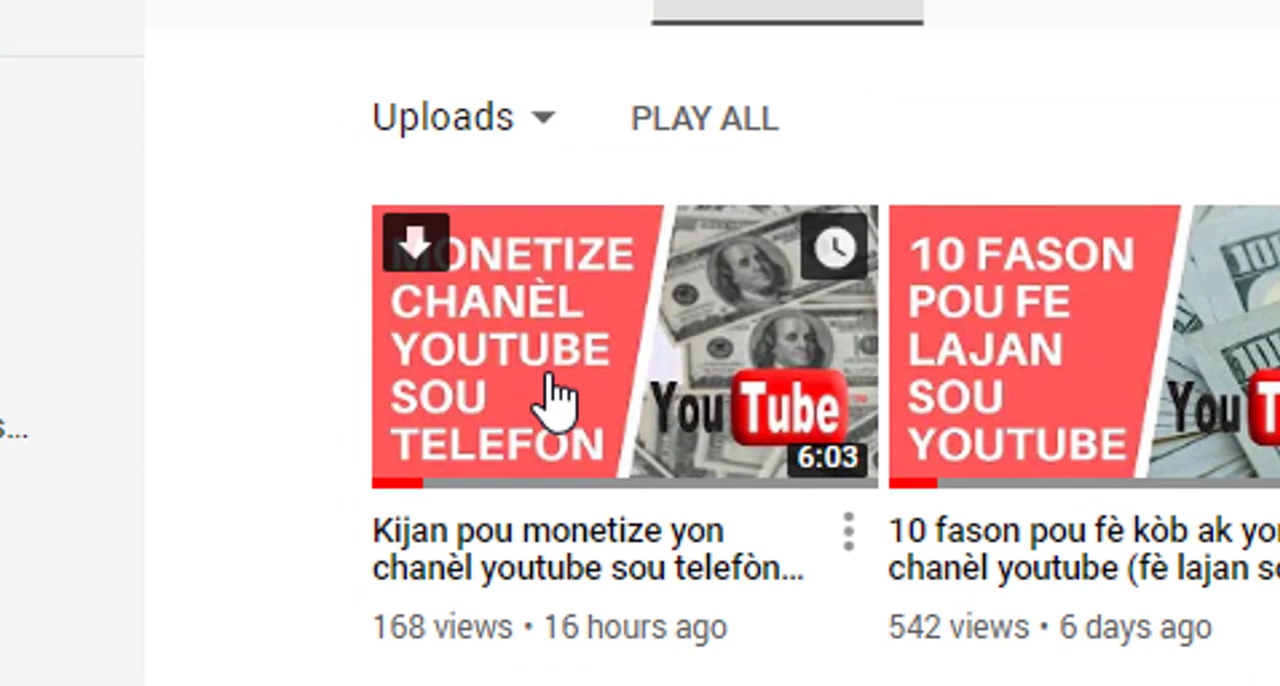 Uploads PLAY ALL
MONETIZE
CHANÈL
YOUTUBE
SOU
TELEFÒN
YouTube
6:03
10 FASON
POU FE
LAJAN
SOU
YOUTUBE
You T
Kijan pou monetize yon
chanèl youtube sou telefòn...
168 views • 16 hours ago
10 fason pou fè kòb ak yo
chanèl youtube (fè lajan s
542 views • 6 days ago
s...